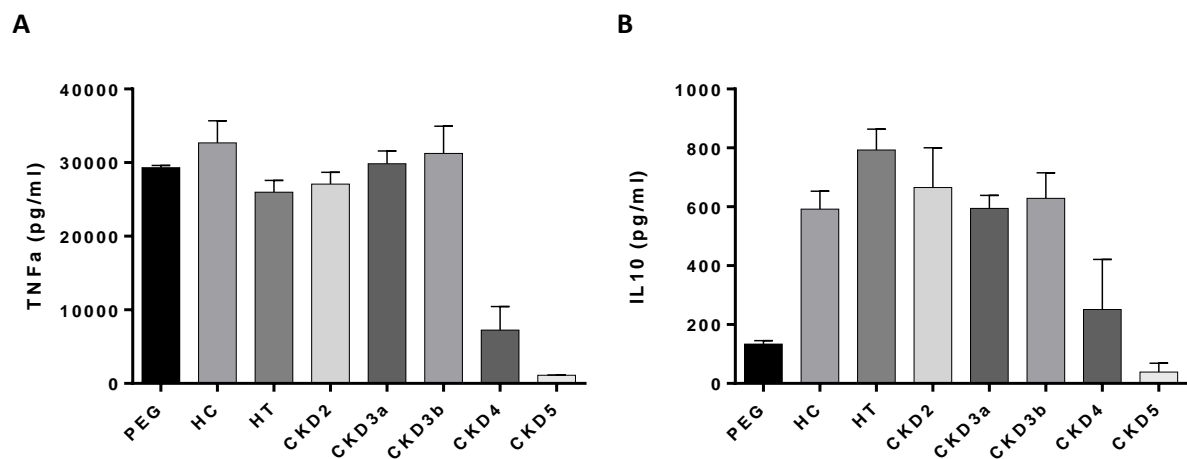 A
40000
30000
20000
10000
0
TNFa (pg/ml)
PEG
HC
HT
CKD2
CKD3a
CKD3b
CKD4
CKD5
B
1000
800
600
400
200
0
IL10 (pg/ml)
PEG
HC
HT
CKD2
CKD3a
CKD3b
CKD4
CKD5